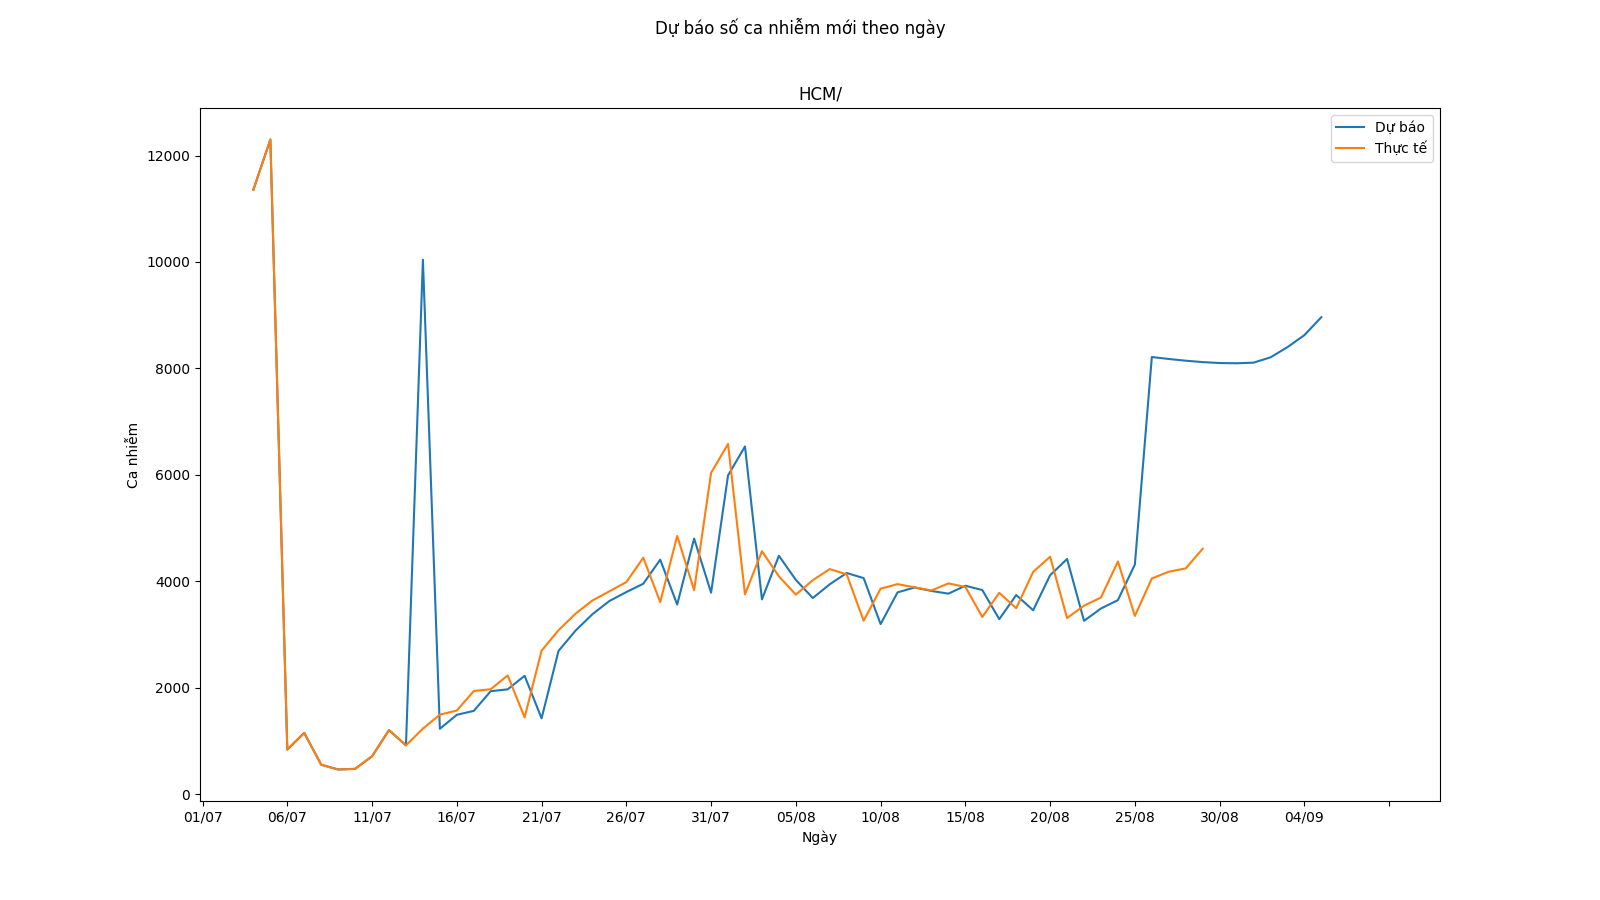 Dự báo số ca nhiễm mới theo ngày
HCM/
Dự báo
Thực tế
12000
10000
8000
6000
4000
2000
0
Ca nhiễm
01/07 06/07 11/07 16/07 21/07 26/07 31/07 05/08 10/08 15/08 20/08 25/08 30/08 04/09
Ngày